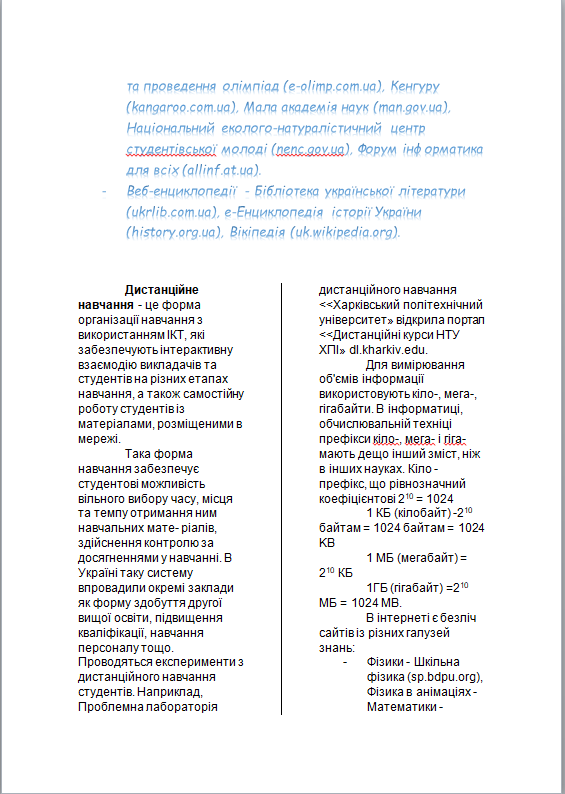 та проведення олімпіад (e-olimp.com.ua), Кенгуру
(kangaroo.com.ua), Мала академія наук (man.gov.ua),
Національний еколого-натуралістичний центр
студентівської молоді (nenc.gov.ua), Форум інф орматика
для всіх (allinf.at.ua).
- Веб-енциклопедії - Бібліотека української літератури
(ukrlib.com.ua), е-Енциклопедія історії України
(history.org.ua), Вікіпедія (uk.wikipedia.org).
Дистанційне
навчання - це форма
організації навчання з
використанням ІКТ, які
забезпечують інтерактивну
взаємодію викладачів та
студентів на різних етапах
навчання, а також самостійну
роботу студентів із
матеріалами, розміщеними в
мережі.
Така форма
навчання забезпечує
студентові можливість
вільного вибору часу, місця
та темпу отримання ним
навчальних мате- ріалів,
здійснення контролю за
досягненнями у навчанні. В
Україні таку систему
впровадили окремі заклади
як форму здобуття другої
вищої освіти, підвищення
кваліфікації, навчання
персоналу тощо.
Проводяться експерименти з
дистанційного навчання
студентів. Наприклад,
Проблемна лабораторія
дистанційного навчання
<<Харківський політехнічний
університет» відкрила портал
<<Дистанційні курси НТУ
ХПІ» dl.kharkiv.edu.
Для вимірювання
об'ємів інформації
використовують кіло-, мега-,
гігабайти. В інформатиці,
обчислювальній техніці
префікси кіло-, мега- і гіга-
мають дещо інший зміст, ніж
в інших науках. Кіло -
префікс, що рівнозначний
коефіцієнтові 2¹⁰ = 1024
1 КБ (кілобайт) -2¹⁰
байтам = 1024 байтам = 1024
КВ
1 МБ (мегабайт) =
2¹⁰ КБ
1ГБ (гігабайт) =2¹⁰
МБ = 1024 МВ.
В інтернеті є безліч
сайтів із різних галузей
знань:
- Фізики - Шкільна
фізика (sp.bdpu.org),
Фізика в анімаціях -
Математики -